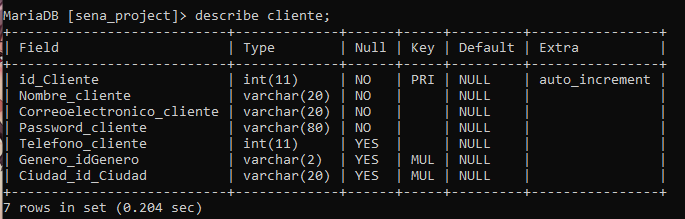 MariaDB [sena_project]> describe cliente;
+---------------------------+-------------+------+-----+---------+----------------+
| Field                     | Type        | Null | Key | Default | Extra          |
+---------------------------+-------------+------+-----+---------+----------------+
| id_Cliente                | int(11)     | NO   | PRI | NULL    | auto_increment |
| Nombre_cliente            | varchar(20) | NO   |     | NULL    |                |
| Correoelectronico_cliente | varchar(20) | NO   |     | NULL    |                |
| Password_cliente          | varchar(80) | NO   |     | NULL    |                |
| Telefono_cliente          | int(11)     | YES  |     | NULL    |                |
| Genero_idGenero           | varchar(2)  | YES  | MUL | NULL    |                |
| Ciudad_id_Ciudad          | varchar(20) | YES  | MUL | NULL    |                |
+---------------------------+-------------+------+-----+---------+----------------+
7 rows in set (0.204 sec)